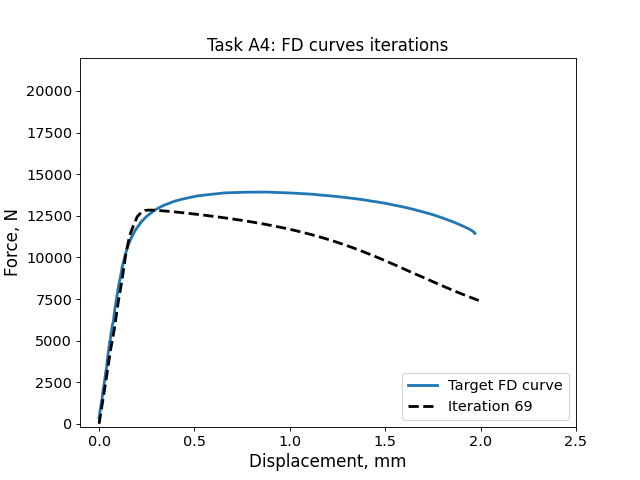 Task A4: FD curves iterations
Force, N
20000
17500
15000
12500
10000
7500
5000
2500
0
0.0 0.5 1.0 1.5 2.0 2.5
Displacement, mm
Target FD curve
Iteration 69